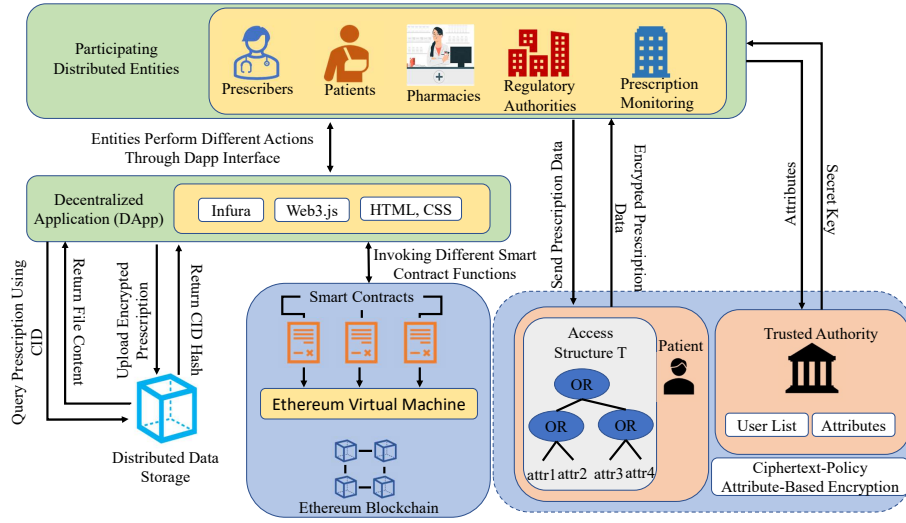 Participating
Distributed Entities
Prescribers
Patients
Pharmacies
Regulatory
Authorities
Prescription
Monitoring
Entities Perform Different Actions
Through Dapp Interface
Send Prescription Data
Encrypted Prescription
Data
Attributes
Secret Key
Decentralized
Application (DApp)
Infura
Web3.js
HTML, CSS
Invoking Different Smart
Contract Functions
Query Prescription Using
CID
Return File Content
Upload Encrypted
Prescription
Return CID Hash
Distributed Data
Storage
Smart Contracts
Ethereum Virtual Machine
Ethereum Blockchain
Access
Structure T
OR
OR
OR
attr1
attr2
attr3
attr4
Patient
Trusted Authority
User List
Attributes
Ciphertext-Policy
Attribute-Based Encryption